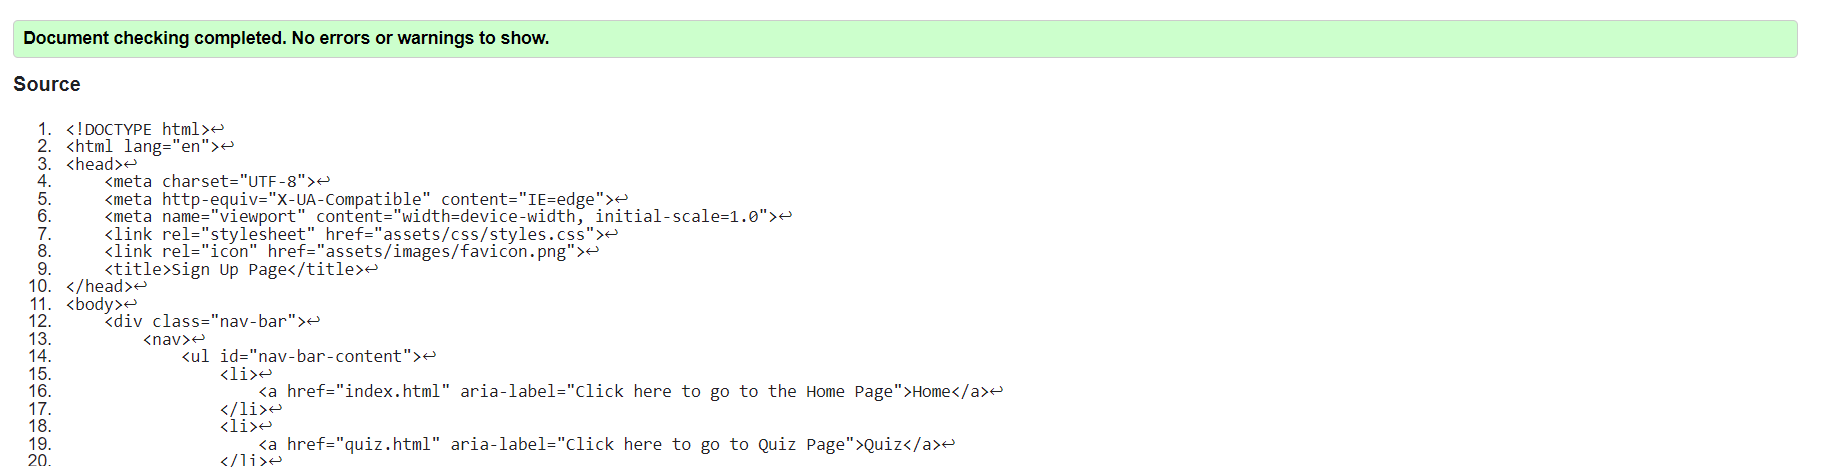 Document checking completed. No errors or warnings to show.
Source
1. <!DOCTYPE html>↩
2. <html lang="en">↩
3. <head>↩
4.     <meta charset="UTF-8">↩
5.     <meta http-equiv="X-UA-Compatible" content="IE=edge">↩
6.     <meta name="viewport" content="width=device-width, initial-scale=1.0">↩
7.     <link rel="stylesheet" href="assets/css/styles.css">↩
8.     <link rel="icon" href="assets/images/favicon.png">↩
9.     <title>Sign Up Page</title>↩
10. </head>↩
11. <body>↩
12.     <div class="nav-bar">↩
13.         <nav>↩
14.             <ul id="nav-bar-content">↩
15.                 <li>↩
16.                     <a href="index.html" aria-label="Click here to go to the Home Page">Home</a>↩
17.                 </li>↩
18.                 <li>↩
19.                     <a href="quiz.html" aria-label="Click here to go to Quiz Page">Quiz</a>↩
20.                 </li>↩